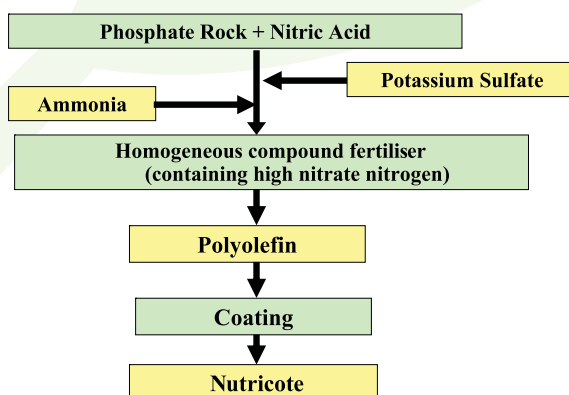 Phosphate Rock + Nitric Acid
Potassium Sulfate
Ammonia
Homogeneous compound fertiliser
(containing high nitrate nitrogen)
Polyolefin
Coating
Nutricote